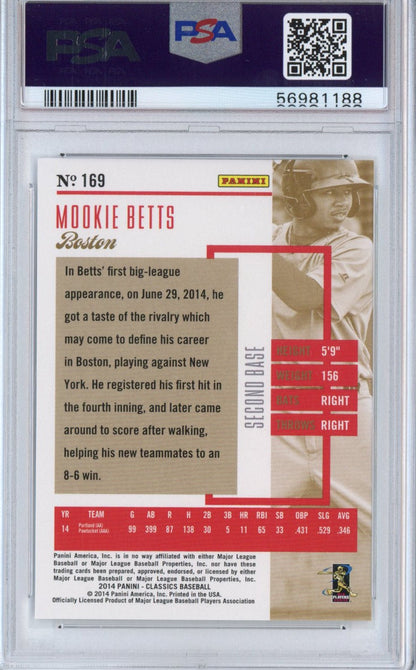 PSA
PSA
56981188
No. 169
PANINI
MOOKIE BETTS
Boston
In Betts' first big-league
appearance, on June 29, 2014, he
got a taste of the rivalry which
may come to define his career
in Boston, playing against New
York. He registered his first hit in
the fourth inning, and later came
around to score after walking,
helping his new teammates to an
8-6 win.
SECOND BASE
HEIGHT: 5'9"
WEIGHT: 156
BATS: RIGHT
THROWS: RIGHT
YR TEAM G AB R H 2B 3B HR RBI SB OBP SLG AVG
14 Portland (AA) 99 399 87 138 30 5 11 65 33 .431 .529 .346
Pawtucket (AAA)
Panini America, Inc. is in no way affiliated with either Major League
Baseball or Major League Baseball Properties, Inc. nor have these
trading cards been prepared, approved, endorsed, or licensed by either
Major League Baseball or Major League Baseball Properties, Inc.
2014 PANINI - CLASSICS BASEBALL
© 2014 Panini America, Inc. Printed in the USA.
Officially Licensed Product of Major League Baseball Players Association
PLAYERS